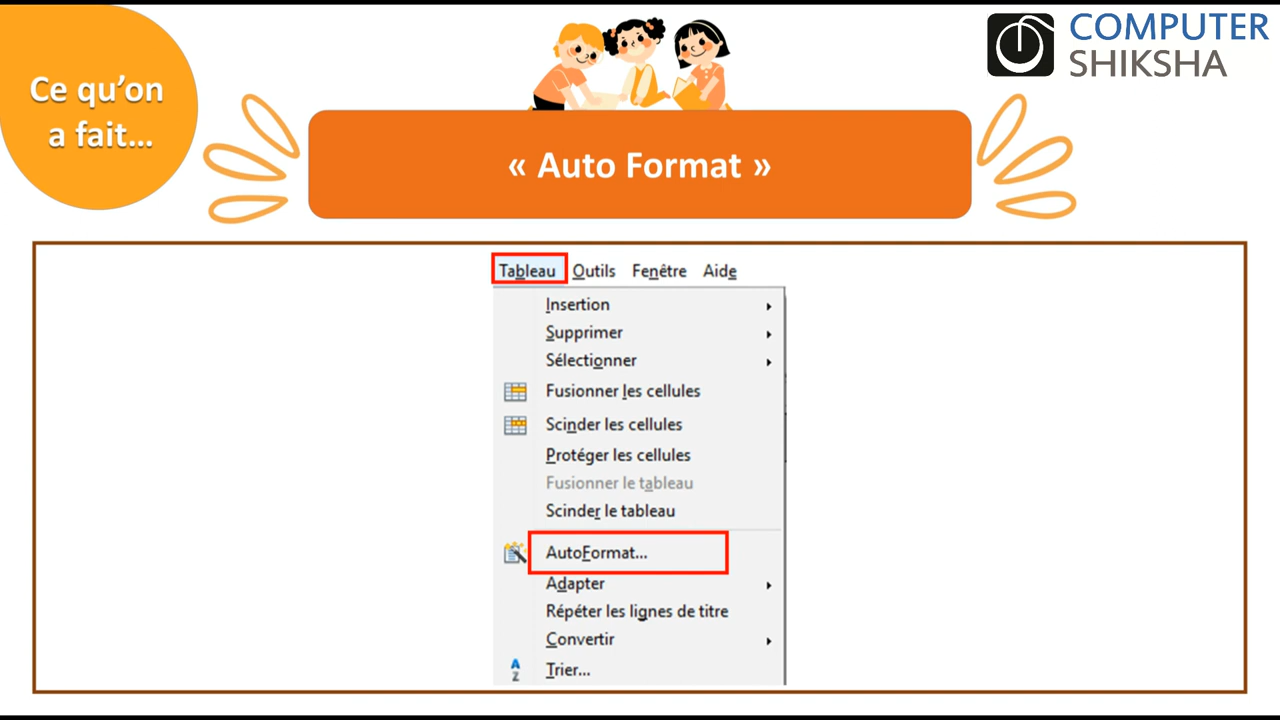 Ce qu’on
a fait...
COMPUTER
SHIKSHA
« Auto Format »
Tableau Outils Fenêtre Aide
Insertion
Supprimer
Sélectionner
Fusionner les cellules
Scinder les cellules
Protéger les cellules
Fusionner le tableau
Scinder le tableau
AutoFormat...
Adapter
Répéter les lignes de titre
Convertir
A
Z
Trier...